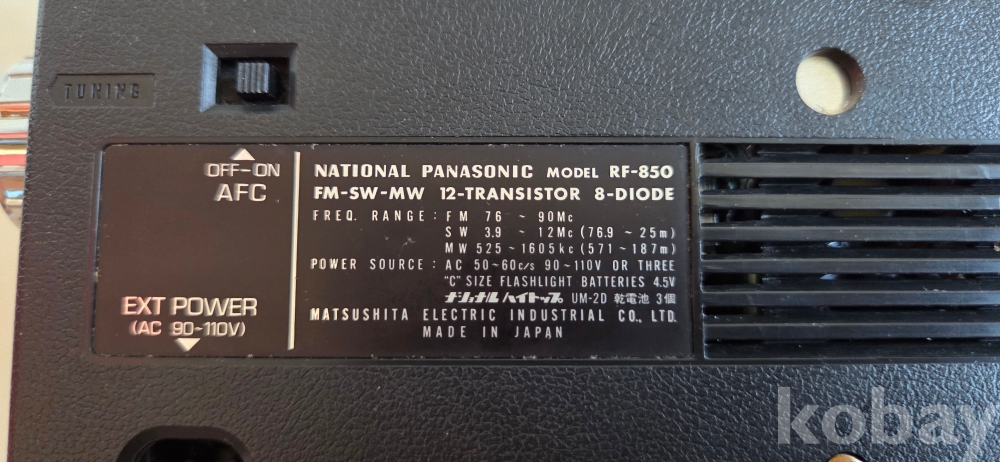 TUNING
OFF-ON
AFC
EXT POWER
(AC 90~110V)
NATIONAL PANASONIC MODEL RF-850
FM-SW-MW 12-TRANSISTOR 8-DIODE
FREQ. RANGE : FM 76 ~ 90Mc
SW 3.9 ~ 12Mc (76.9 ~ 25m)
MW 525 ~ 1605kc (571 ~ 187m)
POWER SOURCE : AC 50~60c/s 90~110V OR THREE
"C" SIZE FLASHLIGHT BATTERIES 4.5V
ナショナル ハイトップ UM-2D 乾電池 3個
MATSUSHITA ELECTRIC INDUSTRIAL CO., LTD.
MADE IN JAPAN
kobay